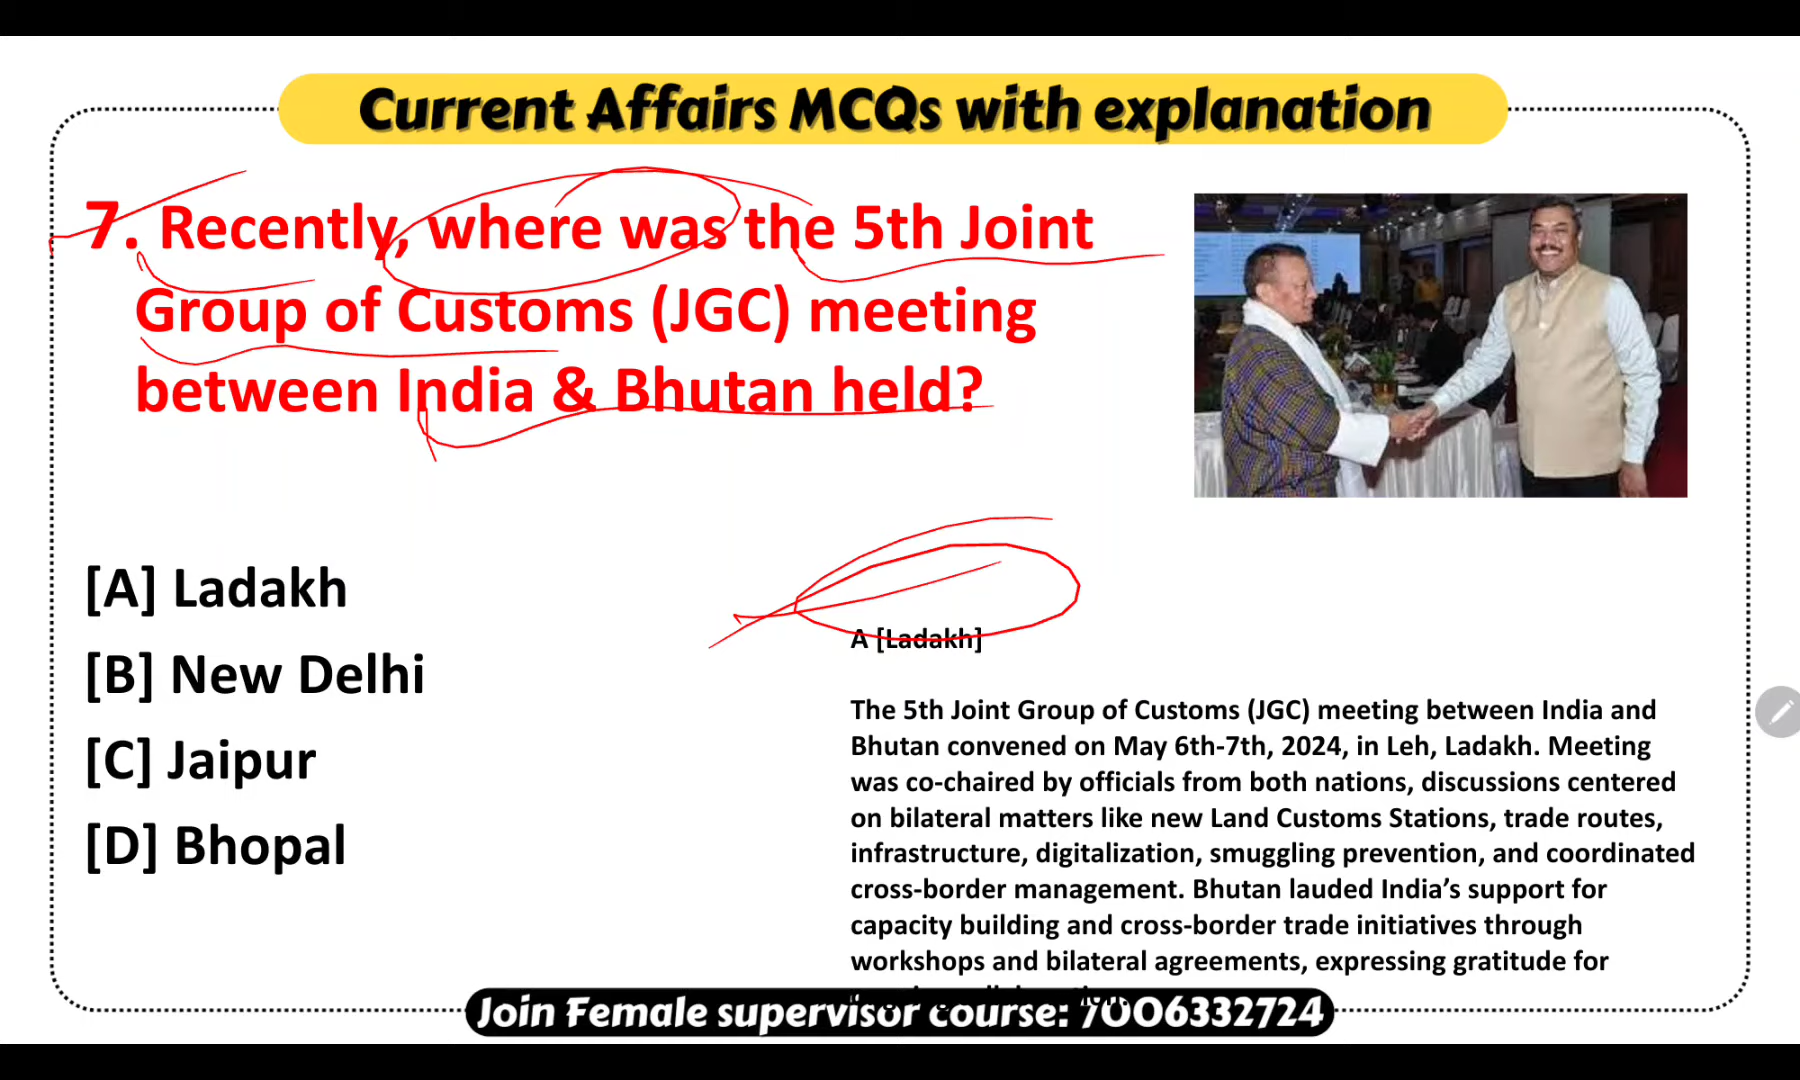 Current Affairs MCQs with explanation
7. Recently, where was the 5th Joint
Group of Customs (JGC) meeting
between India & Bhutan held?
[A] Ladakh
[B] New Delhi
[C] Jaipur
[D] Bhopal
A [Ladakh]
The 5th Joint Group of Customs (JGC) meeting between India and
Bhutan convened on May 6th-7th, 2024, in Leh, Ladakh. Meeting
was co-chaired by officials from both nations, discussions centered
on bilateral matters like new Land Customs Stations, trade routes,
infrastructure, digitalization, smuggling prevention, and coordinated
cross-border management. Bhutan lauded India’s support for
capacity building and cross-border trade initiatives through
workshops and bilateral agreements, expressing gratitude for
Join Female supervisor course: 7006332724